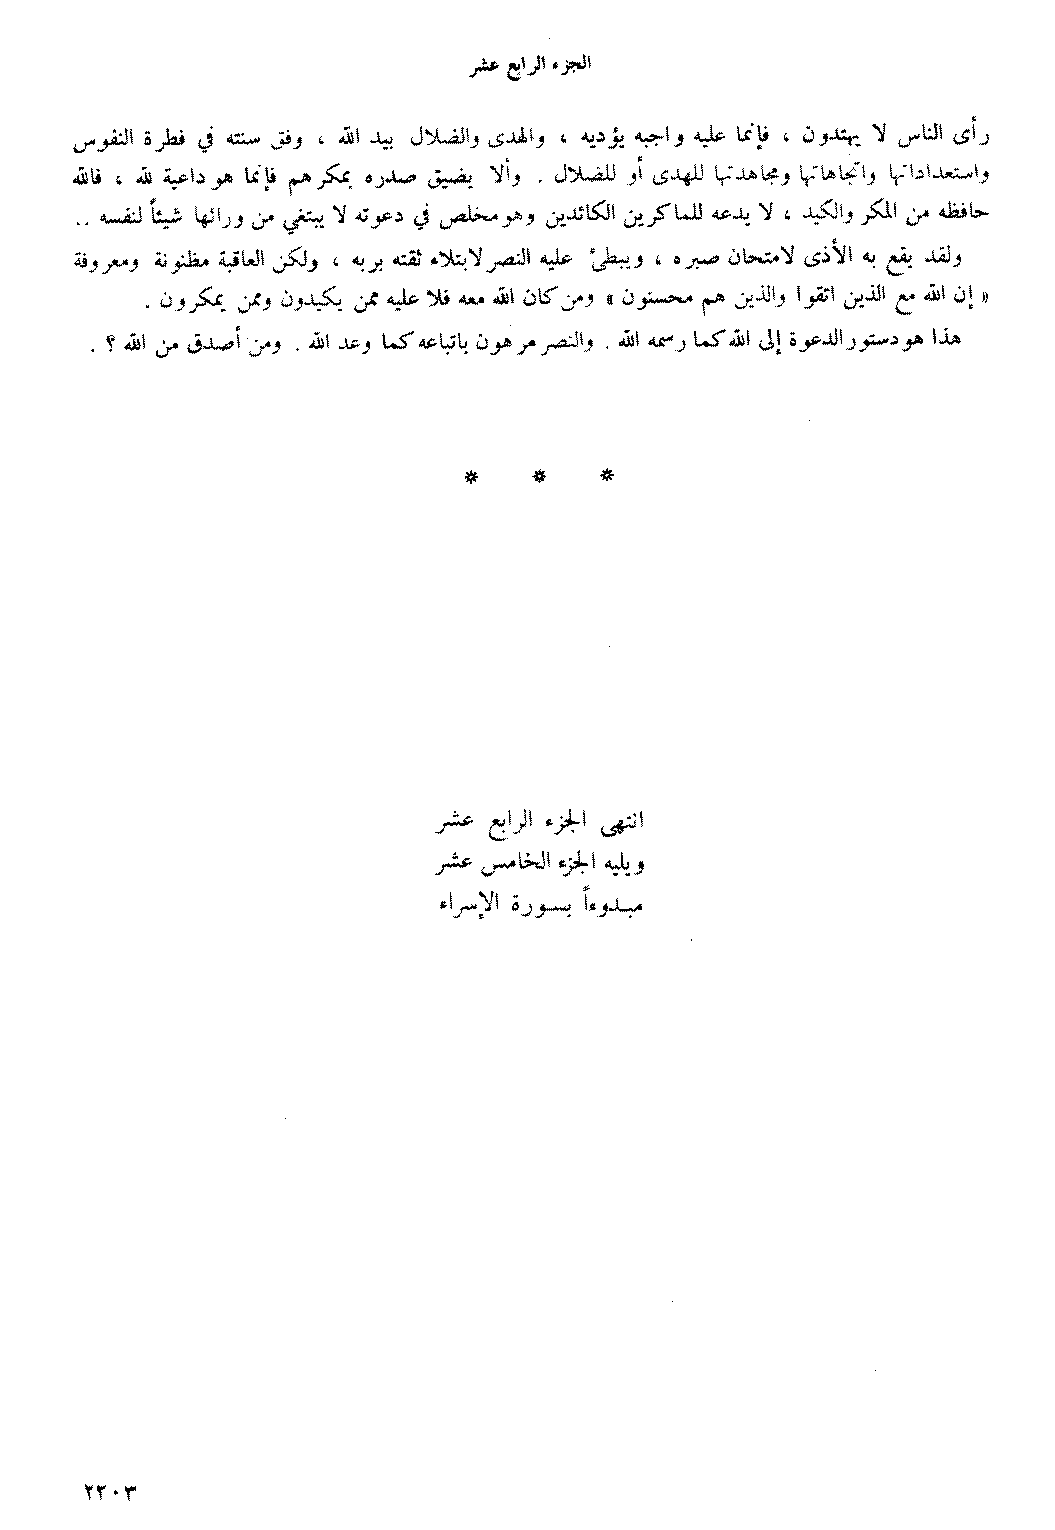 الجزء الرابع عشر
رأى الناس لا يهتدون ، فإنما عليه واجبه يؤديه ، والهدى والضلال بيد الله ، وفق سنته في فطرة النفوس
واستعداداتها واتجاهاتها ومجاهدتها للهدى أو للضلال . وألا يضيق صدره بمكرهم فإنما هو داعية لله ، فالله
حافظه من المكر والكيد ، لا يدعه للماكرين الكائدين وهو مخلص في دعوته لا يبتغي من ورائها شيئاً لنفسه ..
ولقد يقع به الأذى لامتحان صبره ، ويبطئ عليه النصر لابتلاء ثقته بربه ، ولكن العاقبة مظنونة ومعروفة
« إن الله مع الذين اتقوا والذين هم محسنون » ومن كان الله معه فلا عليه ممن يكيدون وممن يمكرون .
هذا هو دستور الدعوة إلى الله كما رسمه الله . والنصر مرهون باتباعه كما وعد الله . ومن أصدق من الله ؟ .
* * *
انتهى الجزء الرابع عشر
ويليه الجزء الخامس عشر
مبدوءاً بسورة الإسراء
٢٢٠٣